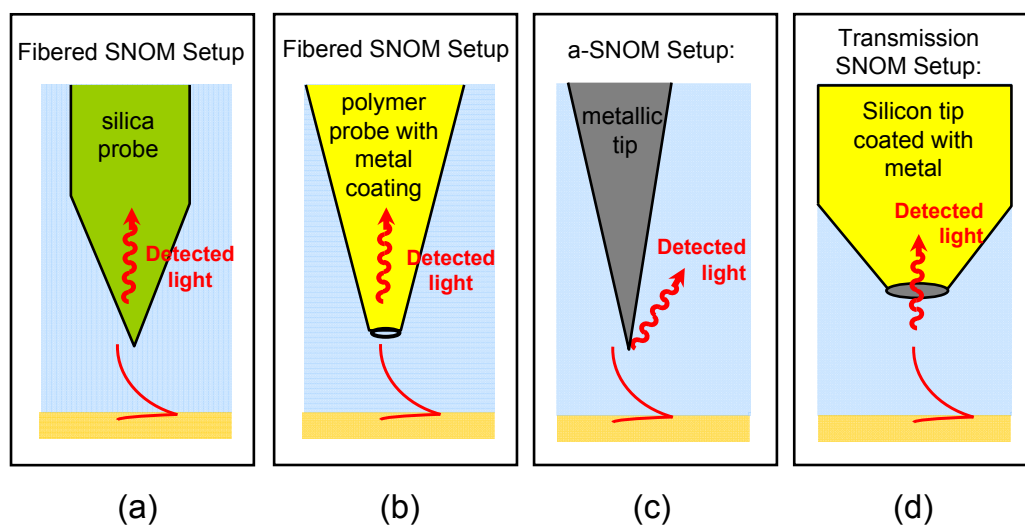 Fibered SNOM Setup
silica
probe
Detected
light
(a)
Fibered SNOM Setup
polymer
probe with
metal
coating
Detected
light
(b)
a-SNOM Setup:
metallic
tip
Detected
light
(c)
Transmission
SNOM Setup:
Silicon tip
coated with
metal
Detected
light
(d)